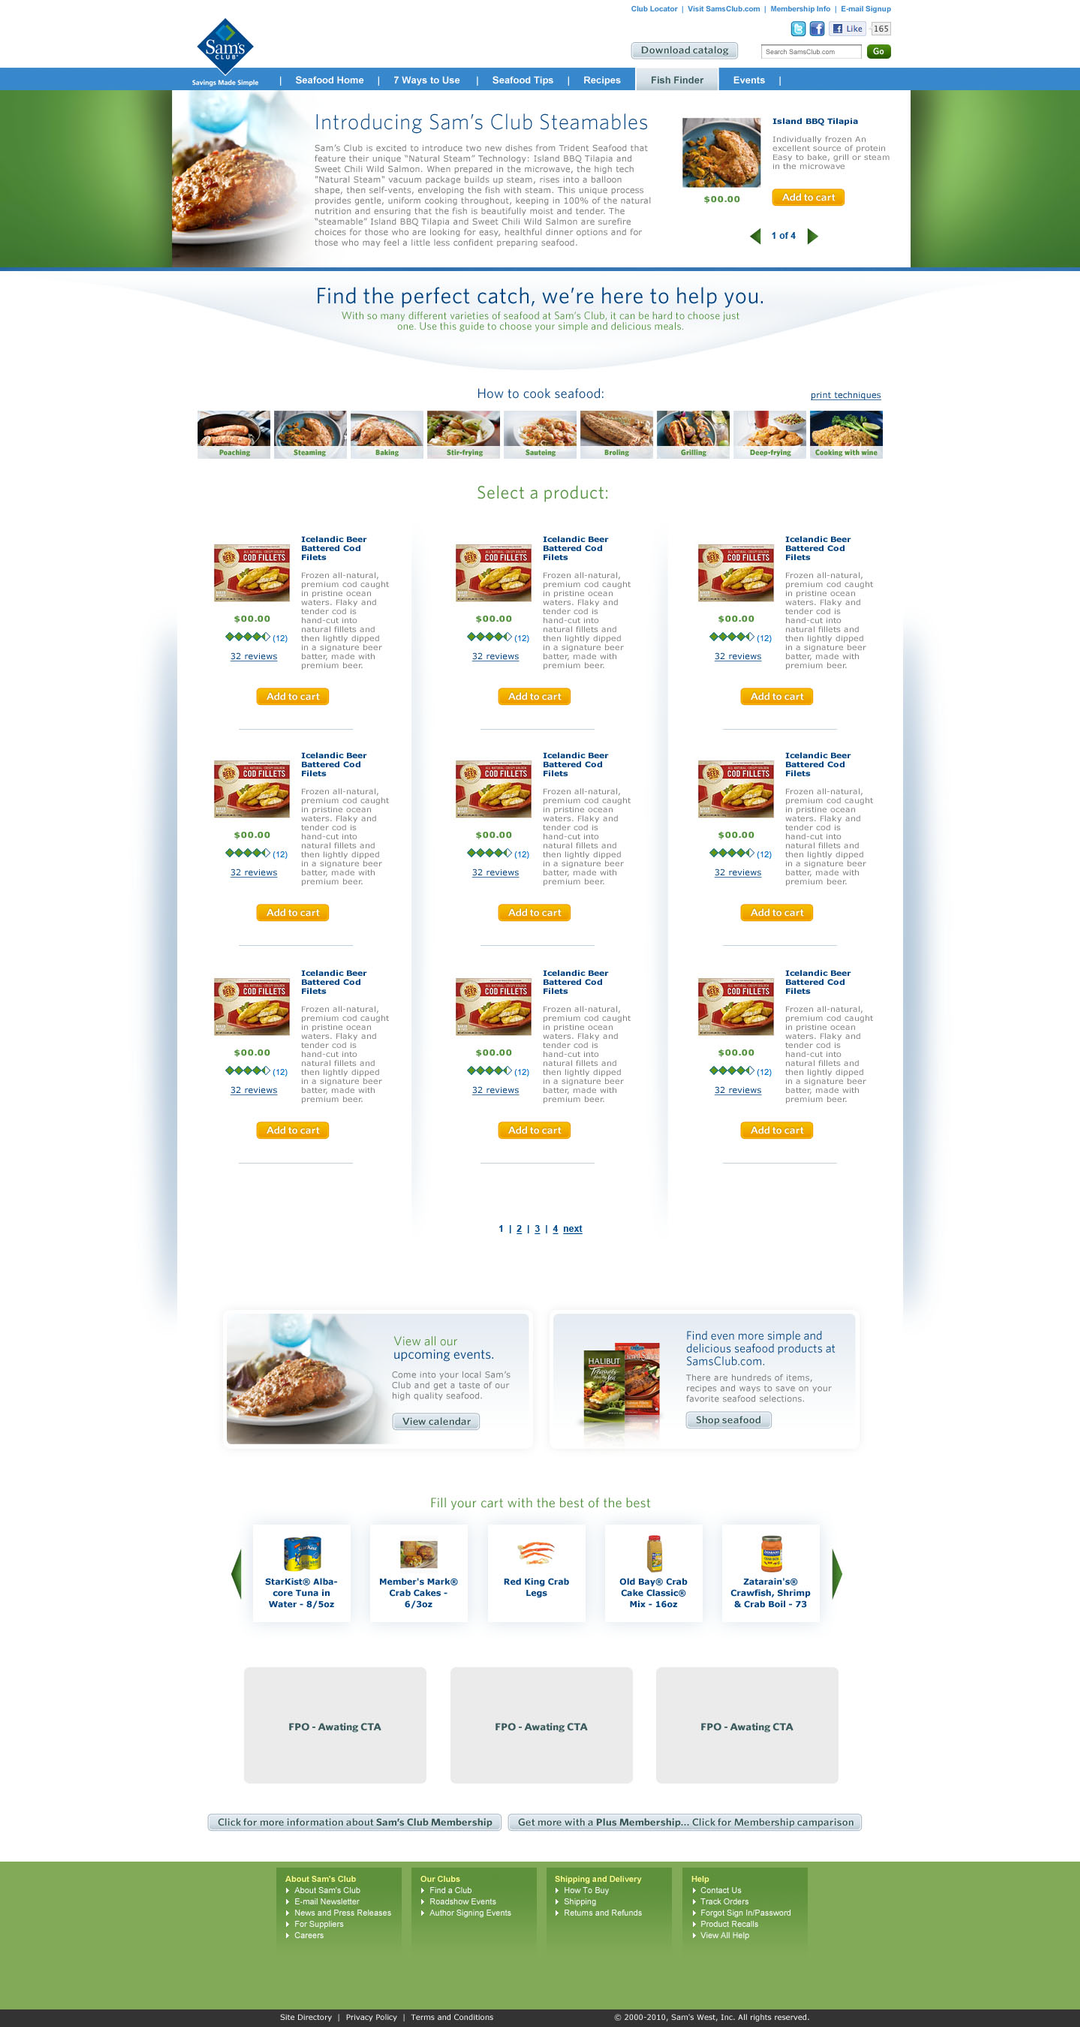 Club Locator | Visit SamsClub.com | Membership Info | E-mail Signup
Sam's
CLUB
Savings Made Simple
Like 165
Download catalog
Search SamsClub.com Go
| Seafood Home | 7 Ways to Use | Seafood Tips | Recipes Fish Finder Events |
Introducing Sam's Club Steamables
Sam's Club is excited to introduce two new dishes from Trident Seafood that
feature their unique "Natural Steam" Technology: Island BBQ Tilapia and
Sweet Chili Wild Salmon. When prepared in the microwave, the high tech
"Natural Steam" vacuum package builds up steam, rises into a balloon
shape, then self-vents, enveloping the fish with steam. This unique process
provides gentle, uniform cooking throughout, keeping in 100% of the natural
nutrition and ensuring that the fish is beautifully moist and tender. The
"steamable" Island BBQ Tilapia and Sweet Chili Wild Salmon are surefire
choices for those who are looking for easy, healthful dinner options and for
those who may feel a little less confident preparing seafood.
Island BBQ Tilapia
Individually frozen An
excellent source of protein
Easy to bake, grill or steam
in the microwave
$00.00
Add to cart
1 of 4
Find the perfect catch, we're here to help you.
With so many different varieties of seafood at Sam's Club, it can be hard to choose just
one. Use this guide to choose your simple and delicious meals.
How to cook seafood:
print techniques
Poaching Steaming Baking Stir-frying Sauteing Broling Grilling Deep-frying Cooking with wine
Select a product:
COD FILLETS
Icelandic Beer
Battered Cod
Filets
Frozen all-natural,
premium cod caught
in pristine ocean
waters. Flaky and
tender cod is
hand-cut into
natural fillets and
then lightly dipped
in a signature beer
batter, made with
premium beer.
$00.00
(12)
32 reviews
Add to cart
COD FILLETS
Icelandic Beer
Battered Cod
Filets
Frozen all-natural,
premium cod caught
in pristine ocean
waters. Flaky and
tender cod is
hand-cut into
natural fillets and
then lightly dipped
in a signature beer
batter, made with
premium beer.
$00.00
(12)
32 reviews
Add to cart
COD FILLETS
Icelandic Beer
Battered Cod
Filets
Frozen all-natural,
premium cod caught
in pristine ocean
waters. Flaky and
tender cod is
hand-cut into
natural fillets and
then lightly dipped
in a signature beer
batter, made with
premium beer.
$00.00
(12)
32 reviews
Add to cart
COD FILLETS
Icelandic Beer
Battered Cod
Filets
Frozen all-natural,
premium cod caught
in pristine ocean
waters. Flaky and
tender cod is
hand-cut into
natural fillets and
then lightly dipped
in a signature beer
batter, made with
premium beer.
$00.00
(12)
32 reviews
Add to cart
COD FILLETS
Icelandic Beer
Battered Cod
Filets
Frozen all-natural,
premium cod caught
in pristine ocean
waters. Flaky and
tender cod is
hand-cut into
natural fillets and
then lightly dipped
in a signature beer
batter, made with
premium beer.
$00.00
(12)
32 reviews
Add to cart
COD FILLETS
Icelandic Beer
Battered Cod
Filets
Frozen all-natural,
premium cod caught
in pristine ocean
waters. Flaky and
tender cod is
hand-cut into
natural fillets and
then lightly dipped
in a signature beer
batter, made with
premium beer.
$00.00
(12)
32 reviews
Add to cart
COD FILLETS
Icelandic Beer
Battered Cod
Filets
Frozen all-natural,
premium cod caught
in pristine ocean
waters. Flaky and
tender cod is
hand-cut into
natural fillets and
then lightly dipped
in a signature beer
batter, made with
premium beer.
$00.00
(12)
32 reviews
Add to cart
COD FILLETS
Icelandic Beer
Battered Cod
Filets
Frozen all-natural,
premium cod caught
in pristine ocean
waters. Flaky and
tender cod is
hand-cut into
natural fillets and
then lightly dipped
in a signature beer
batter, made with
premium beer.
$00.00
(12)
32 reviews
Add to cart
COD FILLETS
Icelandic Beer
Battered Cod
Filets
Frozen all-natural,
premium cod caught
in pristine ocean
waters. Flaky and
tender cod is
hand-cut into
natural fillets and
then lightly dipped
in a signature beer
batter, made with
premium beer.
$00.00
(12)
32 reviews
Add to cart
1 | 2 | 3 | 4 next
View all our
upcoming events.
Come into your local Sam's
Club and get a taste of our
high quality seafood.
View calendar
HALIBUT
Find even more simple and
delicious seafood products at
SamsClub.com.
There are hundreds of items,
recipes and ways to save on your
favorite seafood selections.
Shop seafood
Fill your cart with the best of the best
StarKist® Alba-
core Tuna in
Water - 8/5oz
Member's Mark®
Crab Cakes -
6/3oz
Red King Crab
Legs
Old Bay® Crab
Cake Classic®
Mix - 16oz
Zatarain's®
Crawfish, Shrimp
& Crab Boil - 73
FPO - Awating CTA
FPO - Awating CTA
FPO - Awating CTA
Click for more information about Sam's Club Membership
Get more with a Plus Membership... Click for Membership camparison
About Sam's Club
About Sam's Club
E-mail Newsletter
News and Press Releases
For Suppliers
Careers
Our Clubs
Find a Club
Roadshow Events
Author Signing Events
Shipping and Delivery
How To Buy
Shipping
Returns and Refunds
Help
Contact Us
Track Orders
Forgot Sign In/Password
Product Recalls
View All Help
Site Directory | Privacy Policy | Terms and Conditions
© 2000-2010, Sam's West, Inc. All rights reserved.